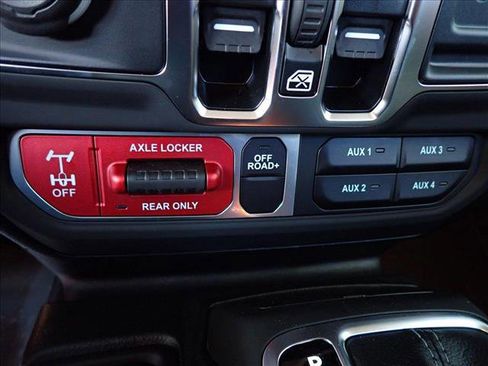 AXLE LOCKER
OFF
REAR ONLY
OFF
ROAD+
AUX 1
AUX 3
AUX 2
AUX 4
P